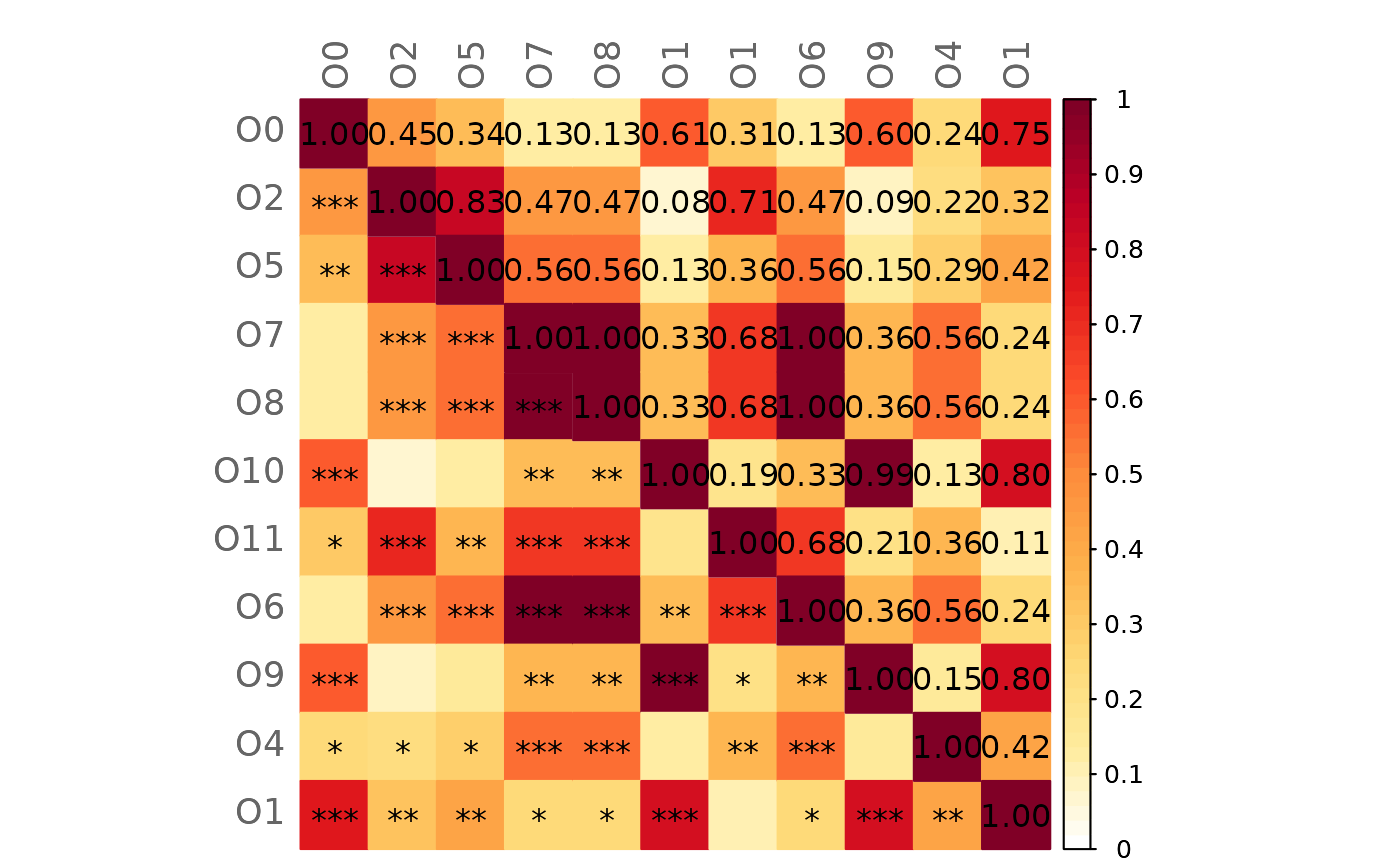 O0 O2 O5 O7 O8 O1 O1 O6 O9 O4 O1
O0 1.00 0.45 0.34 0.13 0.13 0.61 0.31 0.13 0.60 0.24 0.75
O2 *** 1.00 0.83 0.47 0.47 0.08 0.71 0.47 0.09 0.22 0.32
O5 ** *** 1.00 0.56 0.56 0.13 0.36 0.56 0.15 0.29 0.42
O7 *** *** 1.00 1.00 0.33 0.68 1.00 0.36 0.56 0.24
O8 *** *** *** 1.00 0.33 0.68 1.00 0.36 0.56 0.24
O10 *** ** ** 1.00 0.19 0.33 0.99 0.13 0.80
O11 * *** ** *** *** 1.00 0.68 0.21 0.36 0.11
O6 *** *** *** *** ** *** 1.00 0.36 0.56 0.24
O9 *** ** ** *** * ** 1.00 0.15 0.80
O4 * * * *** *** ** *** 1.00 0.42
O1 *** ** ** * * *** * *** ** 1.00
1
0.9
0.8
0.7
0.6
0.5
0.4
0.3
0.2
0.1
0